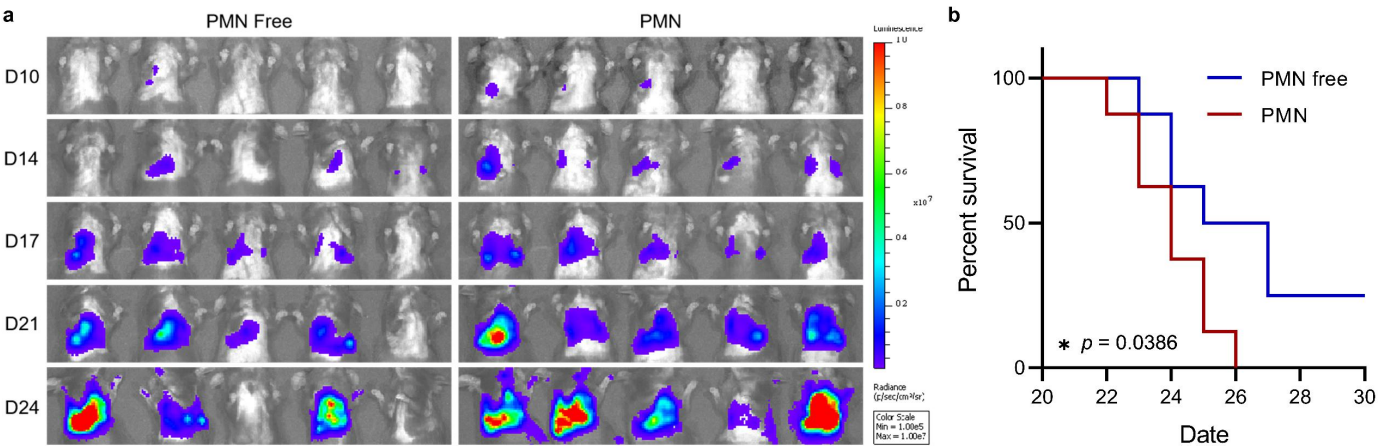 a
PMN Free
PMN
Luminescence
D10
D14
D17
D21
D24
1 0
0 8
0 6
x10⁷
0 4
0 2
Radiance
(p/sec/cm²/sr)
Color Scale
Min = 1.00e5
Max = 1.00e7
b
Percent survival
100
50
0
PMN free
PMN
* p = 0.0386
20 22 24 26 28 30
Date